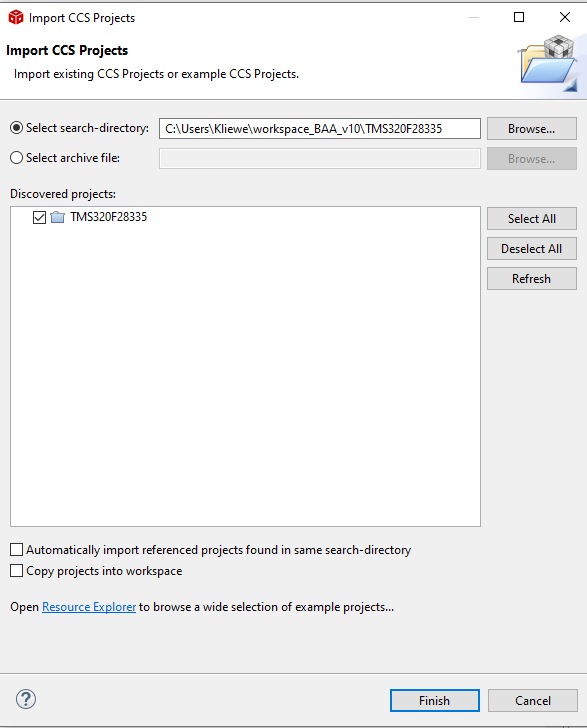 Import CCS Projects
Import CCS Projects
Import existing CCS Projects or example CCS Projects.
Select search-directory: C:\Users\Kliewe\workspace_BAA_v10\TMS320F28335 Browse...
Select archive file: Browse...
Discovered projects:
TMS320F28335
Select All
Deselect All
Refresh
Automatically import referenced projects found in same search-directory
Copy projects into workspace
Open Resource Explorer to browse a wide selection of example projects...
? Finish Cancel